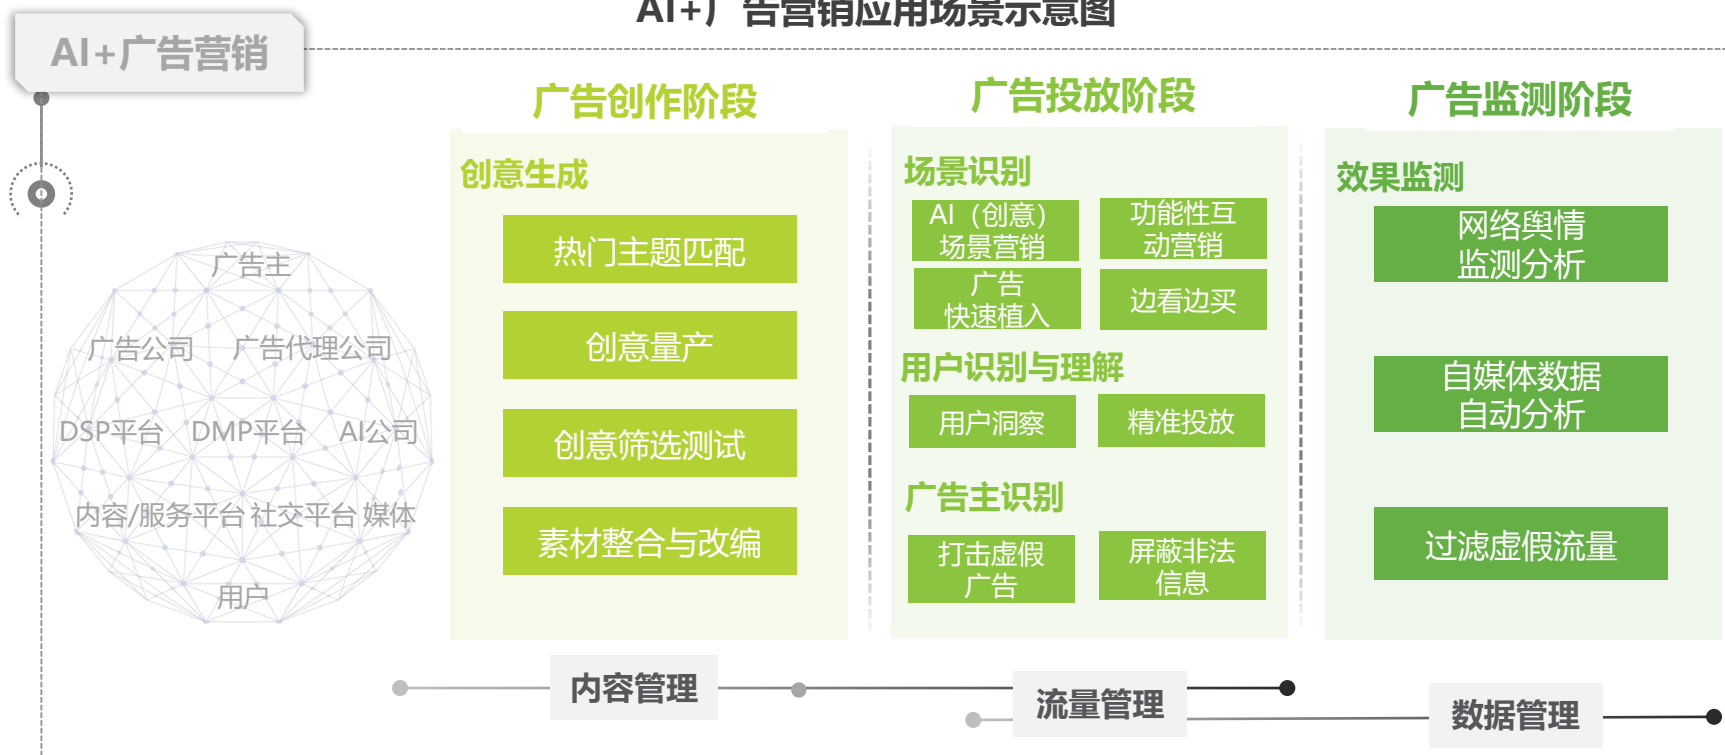 AI+广告营销应用场景示意图
AI+广告营销
广告创作阶段
广告投放阶段
广告监测阶段
广告主
广告公司
广告代理公司
DSP平台
DMP平台
AI公司
内容/服务平台
社交平台
媒体
用户
创意生成
热门主题匹配
创意量产
创意筛选测试
素材整合与改编
场景识别
AI（创意）
场景营销
功能性互
动营销
广告
快速植入
边看边买
用户识别与理解
用户洞察
精准投放
广告主识别
打击虚假
广告
屏蔽非法
信息
效果监测
网络舆情
监测分析
自媒体数据
自动分析
过滤虚假流量
内容管理
流量管理
数据管理